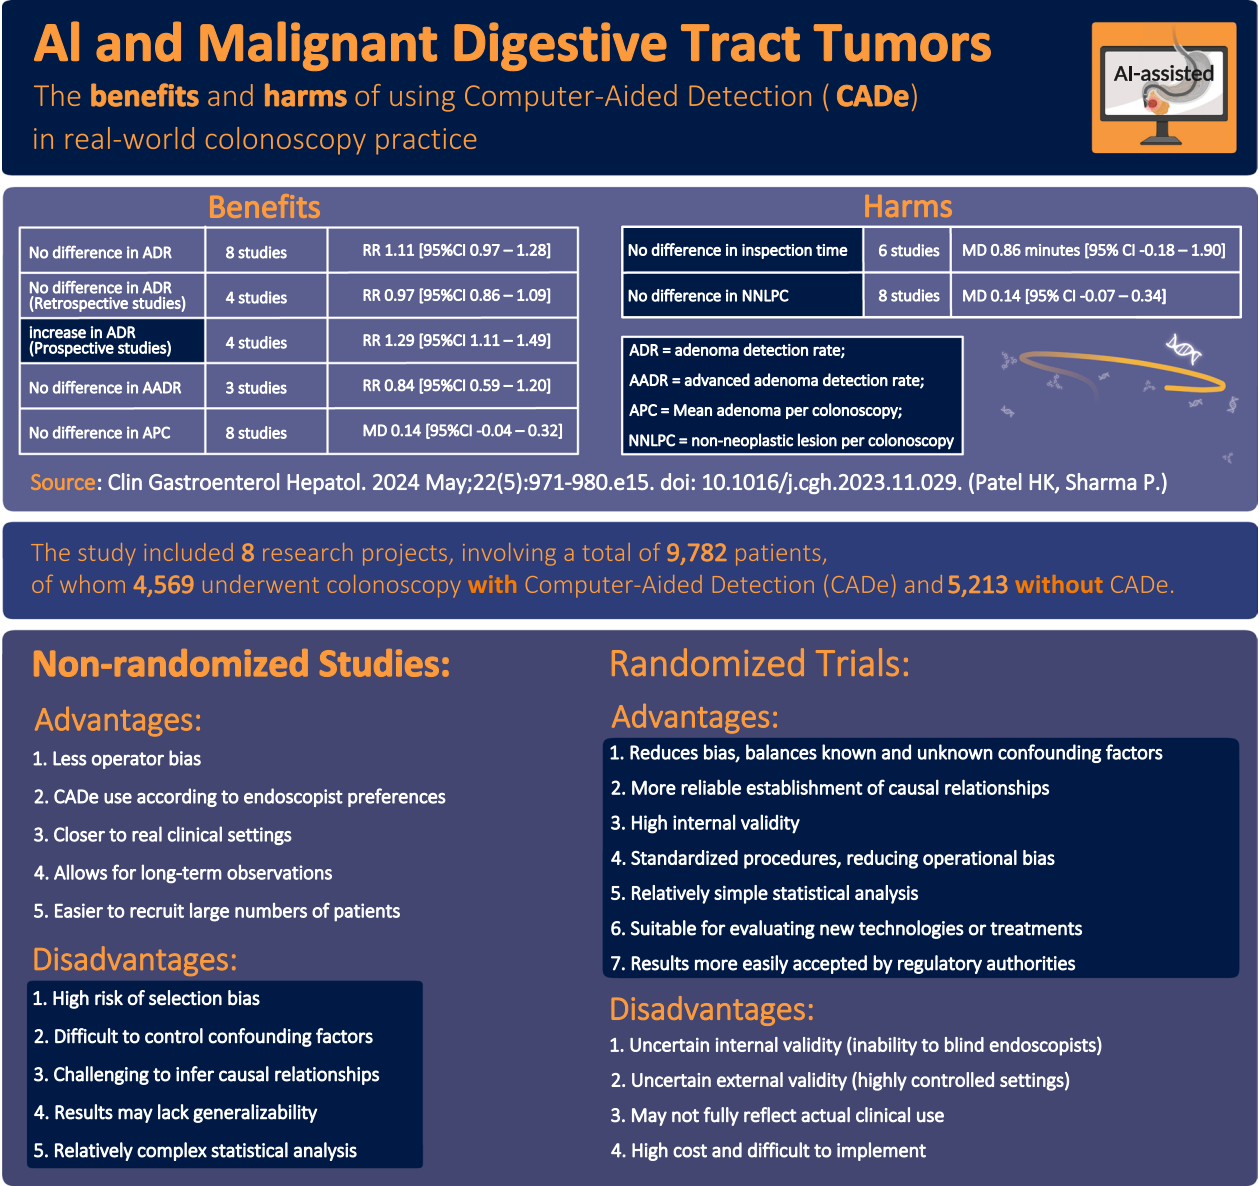 AI and Malignant Digestive Tract Tumors
The benefits and harms of using Computer-Aided Detection ( CADe)
in real-world colonoscopy practice
AI-assisted
Benefits
No difference in ADR 8 studies RR 1.11 [95%CI 0.97 – 1.28]
No difference in ADR
(Retrospective studies) 4 studies RR 0.97 [95%CI 0.86 – 1.09]
increase in ADR
(Prospective studies) 4 studies RR 1.29 [95%CI 1.11 – 1.49]
No difference in AADR 3 studies RR 0.84 [95%CI 0.59 – 1.20]
No difference in APC 8 studies MD 0.14 [95%CI -0.04 – 0.32]
Harms
No difference in inspection time 6 studies MD 0.86 minutes [95% CI -0.18 – 1.90]
No difference in NNLPC 8 studies MD 0.14 [95% CI -0.07 – 0.34]
ADR = adenoma detection rate;
AADR = advanced adenoma detection rate;
APC = Mean adenoma per colonoscopy;
NNLPC = non-neoplastic lesion per colonoscopy
Source: Clin Gastroenterol Hepatol. 2024 May;22(5):971-980.e15. doi: 10.1016/j.cgh.2023.11.029. (Patel HK, Sharma P.)
The study included 8 research projects, involving a total of 9,782 patients,
of whom 4,569 underwent colonoscopy with Computer-Aided Detection (CADe) and 5,213 without CADe.
Non-randomized Studies:
Advantages:
1. Less operator bias
2. CADe use according to endoscopist preferences
3. Closer to real clinical settings
4. Allows for long-term observations
5. Easier to recruit large numbers of patients
Disadvantages:
1. High risk of selection bias
2. Difficult to control confounding factors
3. Challenging to infer causal relationships
4. Results may lack generalizability
5. Relatively complex statistical analysis
Randomized Trials:
Advantages:
1. Reduces bias, balances known and unknown confounding factors
2. More reliable establishment of causal relationships
3. High internal validity
4. Standardized procedures, reducing operational bias
5. Relatively simple statistical analysis
6. Suitable for evaluating new technologies or treatments
7. Results more easily accepted by regulatory authorities
Disadvantages:
1. Uncertain internal validity (inability to blind endoscopists)
2. Uncertain external validity (highly controlled settings)
3. May not fully reflect actual clinical use
4. High cost and difficult to implement